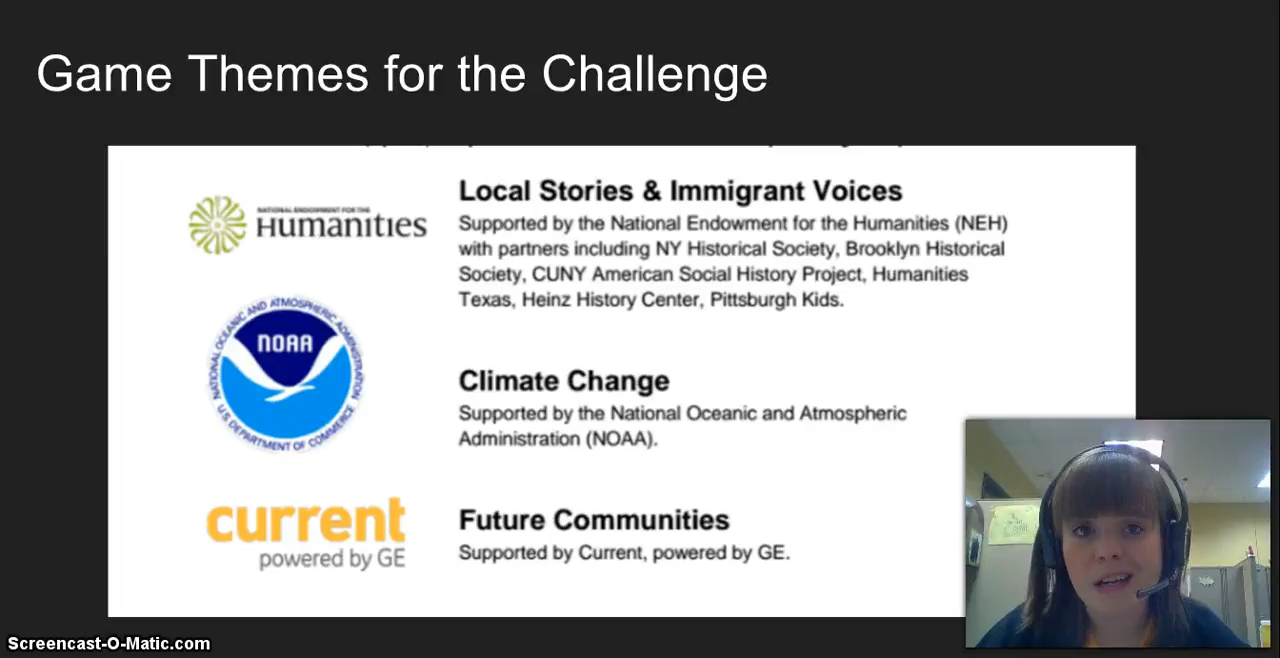 Game Themes for the Challenge
NATIONAL ENDOWMENT FOR THE
Humanities
Local Stories & Immigrant Voices
Supported by the National Endowment for the Humanities (NEH)
with partners including NY Historical Society, Brooklyn Historical
Society, CUNY American Social History Project, Humanities
Texas, Heinz History Center, Pittsburgh Kids.
NATIONAL OCEANIC AND ATMOSPHERIC ADMINISTRATION
NOAA
U.S. DEPARTMENT OF COMMERCE
Climate Change
Supported by the National Oceanic and Atmospheric
Administration (NOAA).
current
powered by GE
Future Communities
Supported by Current, powered by GE.
Screencast-O-Matic.com